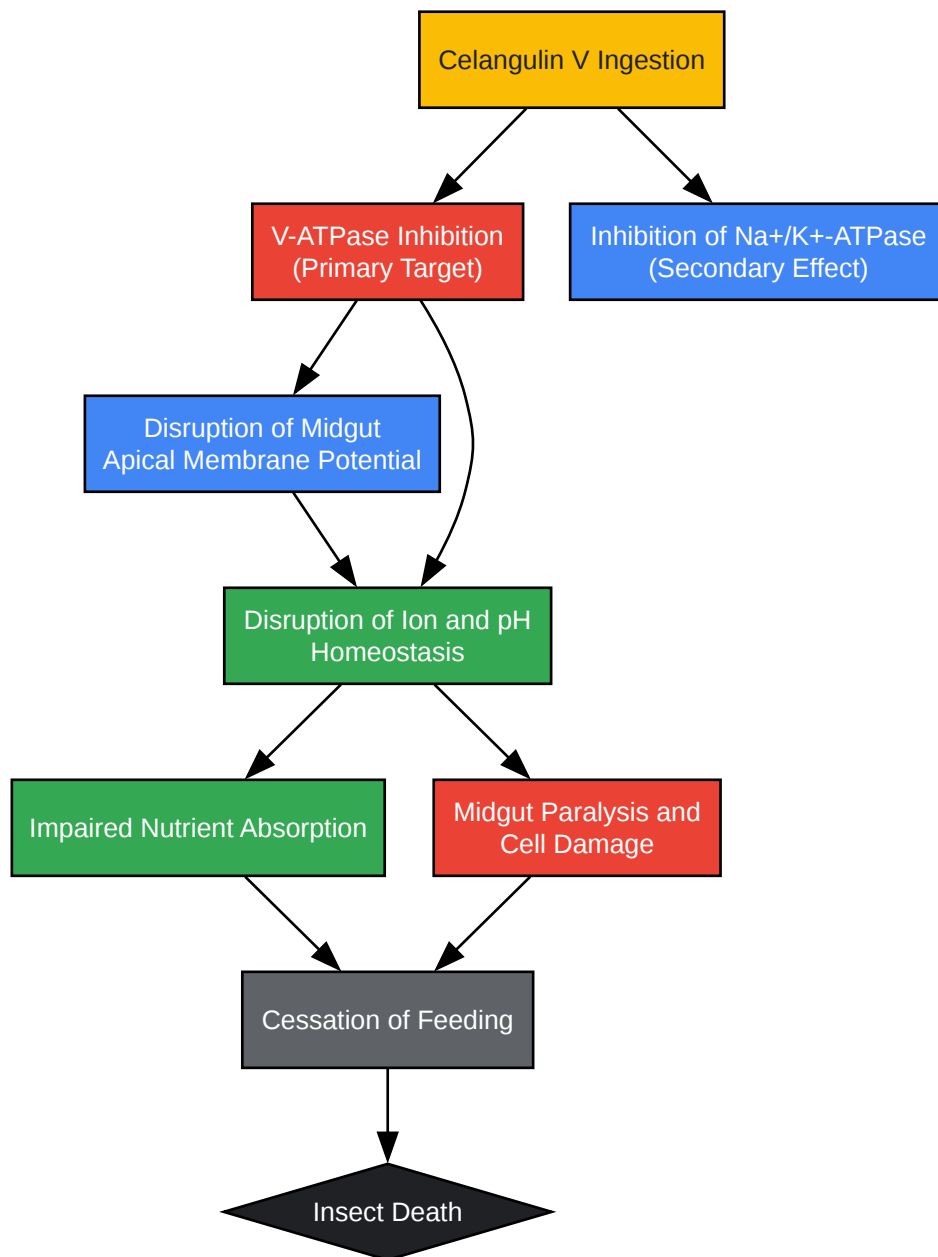 Celangulin V Ingestion
V-ATPase Inhibition
(Primary Target)
Inhibition of Na+/K+-ATPase
(Secondary Effect)
Disruption of Midgut
Apical Membrane Potential
Disruption of Ion and pH
Homeostasis
Impaired Nutrient Absorption
Midgut Paralysis and
Cell Damage
Cessation of Feeding
Insect Death